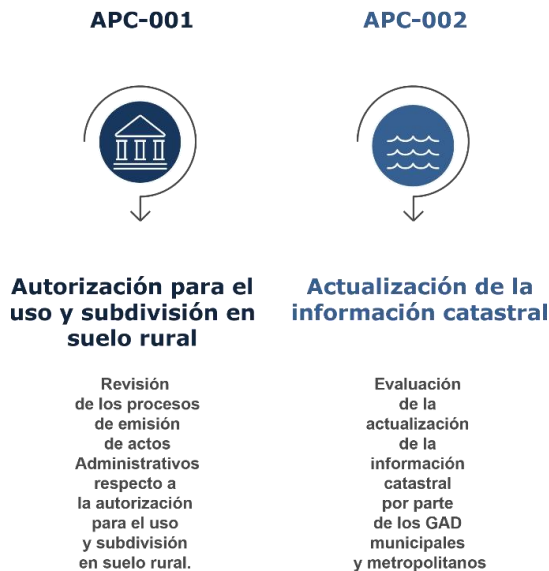 APC-001
Autorización para el
uso y subdivisión en
suelo rural
Revisión
de los procesos
de emisión
de actos
Administrativos
respecto a
la autorización
para el uso
y subdivisión
en suelo rural.
APC-002
Actualización de la
información catastral
Evaluación
de la
actualización
de la
información
catastral
por parte
de los GAD
municipales
y metropolitanos